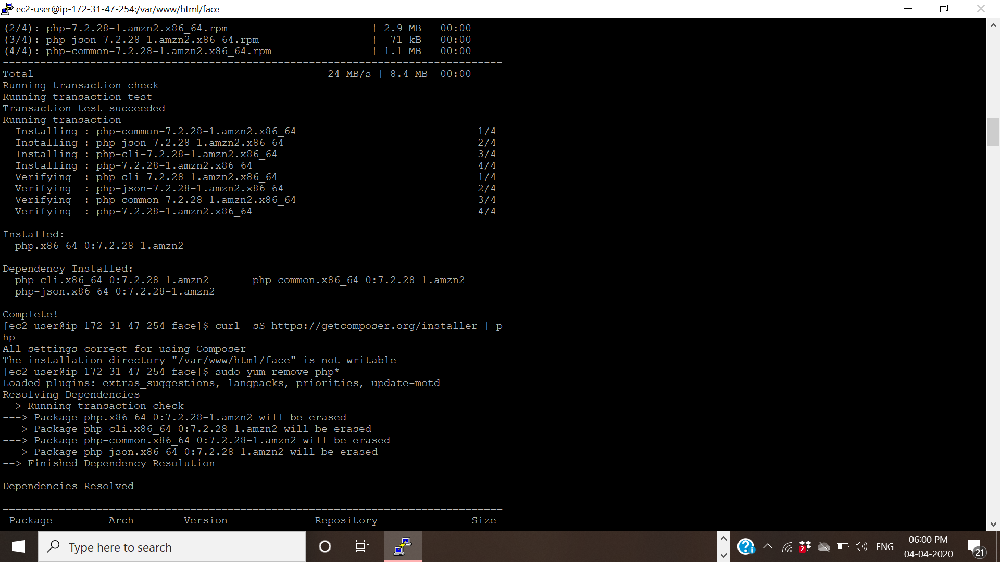 ec2-user@ip-172-31-47-254:/var/www/html/face
(2/4): php-7.2.28-1.amzn2.x86_64.rpm | 2.9 MB 00:00
(3/4): php-json-7.2.28-1.amzn2.x86_64.rpm | 71 kB 00:00
(4/4): php-common-7.2.28-1.amzn2.x86_64.rpm | 1.1 MB 00:00
--------------------------------------------------------------------------------
Total 24 MB/s | 8.4 MB 00:00
Running transaction check
Running transaction test
Transaction test succeeded
Running transaction
Installing : php-common-7.2.28-1.amzn2.x86_64 1/4
Installing : php-json-7.2.28-1.amzn2.x86_64 2/4
Installing : php-cli-7.2.28-1.amzn2.x86_64 3/4
Installing : php-7.2.28-1.amzn2.x86_64 4/4
Verifying : php-cli-7.2.28-1.amzn2.x86_64 1/4
Verifying : php-json-7.2.28-1.amzn2.x86_64 2/4
Verifying : php-common-7.2.28-1.amzn2.x86_64 3/4
Verifying : php-7.2.28-1.amzn2.x86_64 4/4
Installed:
php.x86_64 0:7.2.28-1.amzn2
Dependency Installed:
php-cli.x86_64 0:7.2.28-1.amzn2 php-common.x86_64 0:7.2.28-1.amzn2
php-json.x86_64 0:7.2.28-1.amzn2
Complete!
[ec2-user@ip-172-31-47-254 face]$ curl -sS https://getcomposer.org/installer | p
hp
All settings correct for using Composer
The installation directory "/var/www/html/face" is not writable
[ec2-user@ip-172-31-47-254 face]$ sudo yum remove php*
Loaded plugins: extras_suggestions, langpacks, priorities, update-motd
Resolving Dependencies
--> Running transaction check
---> Package php.x86_64 0:7.2.28-1.amzn2 will be erased
---> Package php-cli.x86_64 0:7.2.28-1.amzn2 will be erased
---> Package php-common.x86_64 0:7.2.28-1.amzn2 will be erased
---> Package php-json.x86_64 0:7.2.28-1.amzn2 will be erased
--> Finished Dependency Resolution
Dependencies Resolved
================================================================================
Package Arch Version Repository Size
Type here to search
2
ENG
06:00 PM
04-04-2020
21